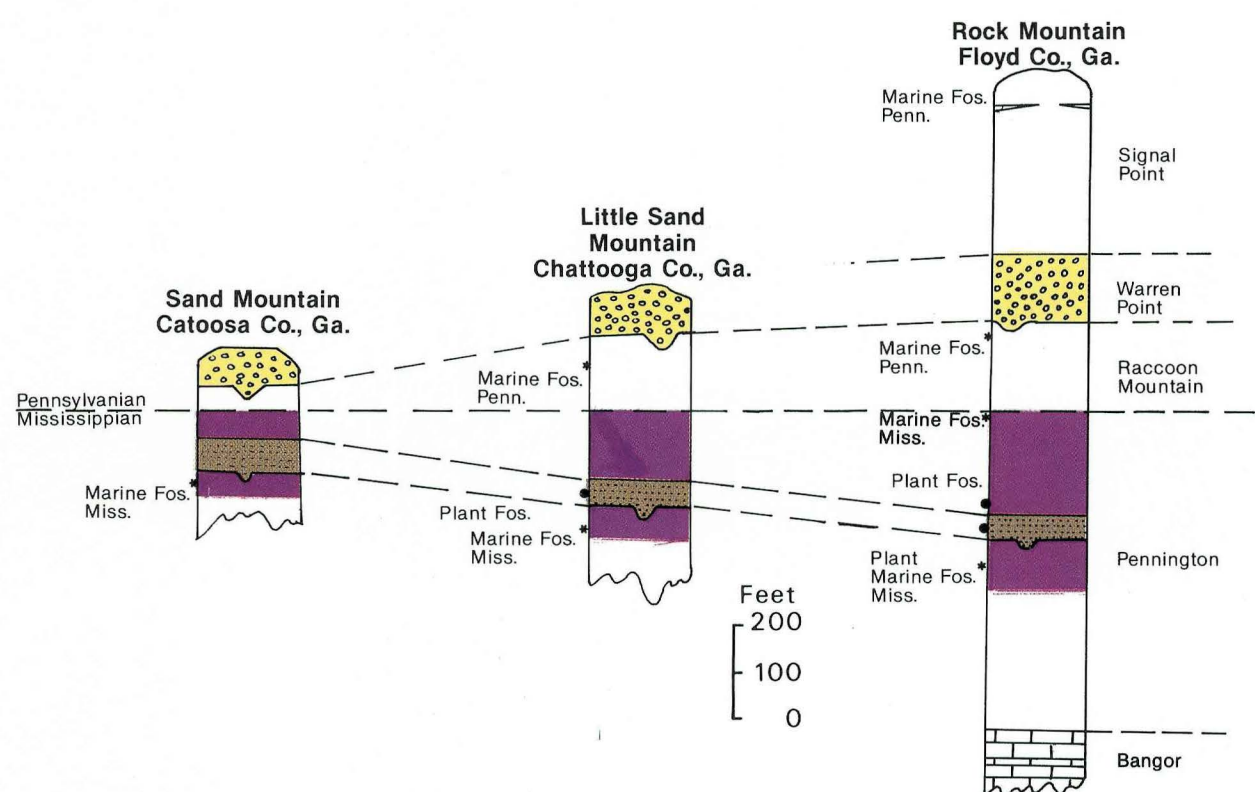 Rock Mountain
Floyd Co., Ga.
Marine Fos.
Penn.
Signal
Point
Little Sand
Mountain
Chattooga Co., Ga.
Sand Mountain
Catoosa Co., Ga.
Warren
Point
Marine Fos.
Penn.
Marine Fos.
Penn.
Raccoon
Mountain
Pennsylvanian
Mississippian
Marine Fos.
Miss.
Plant Fos.
Marine Fos.
Miss.
Plant Fos.
Marine Fos.
Miss.
Plant
Marine Fos.
Miss.
Pennington
Feet
200
100
0
Bangor